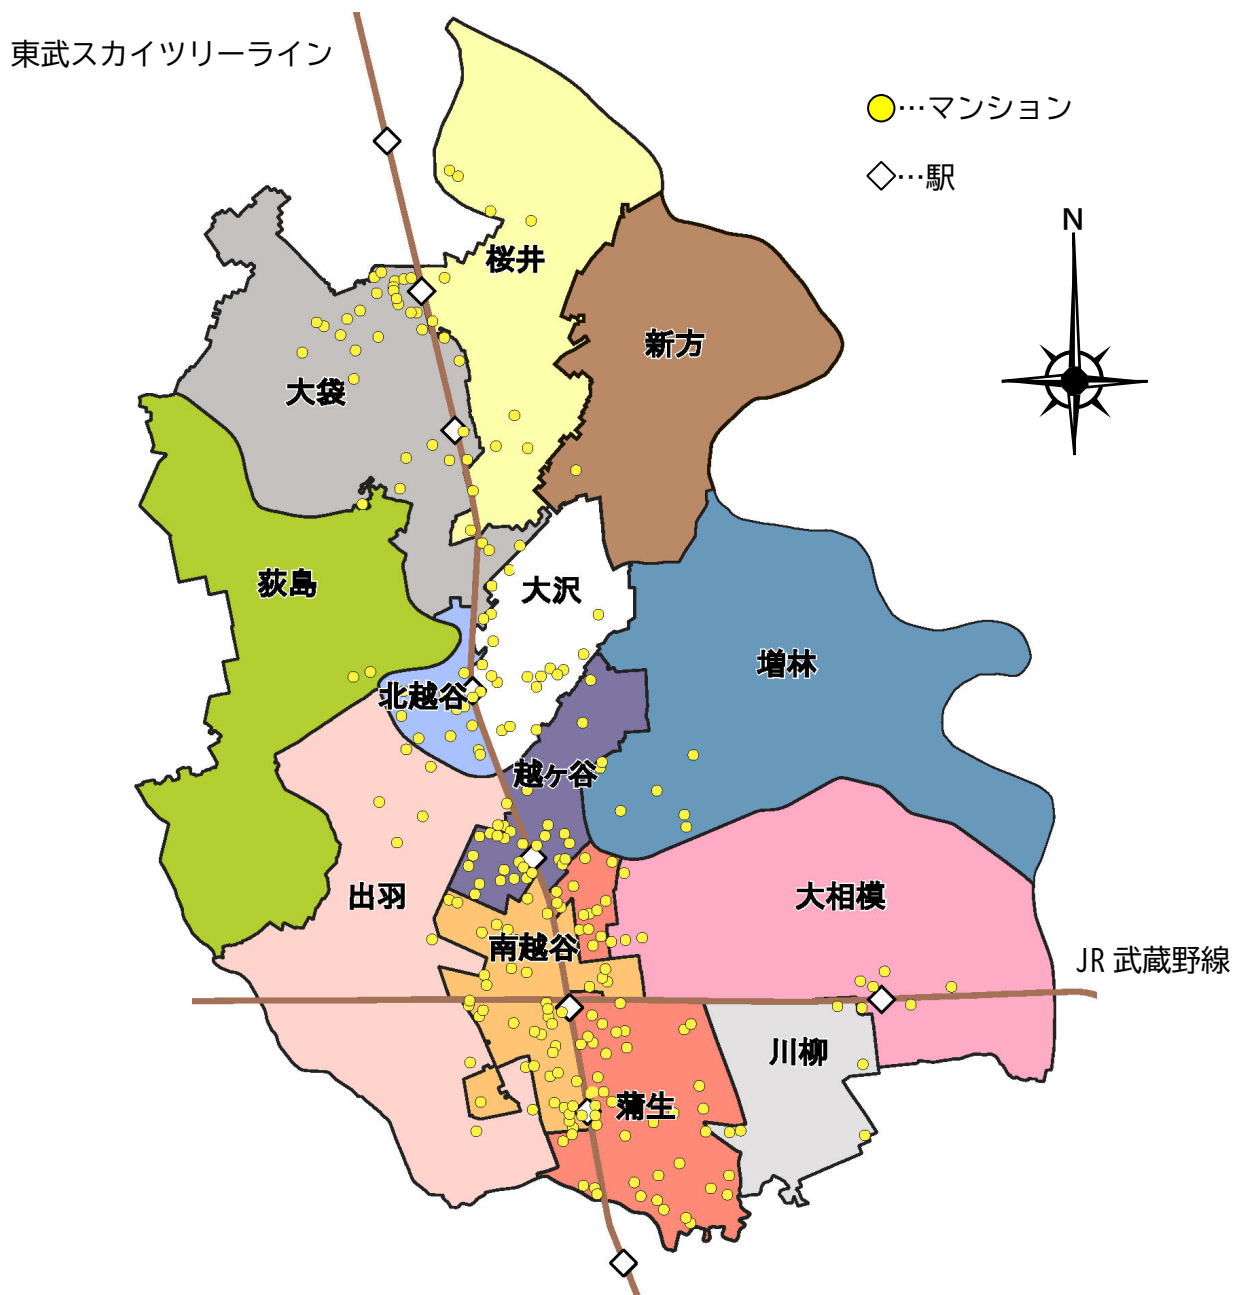 東武スカイツリーライン
…マンション
…駅
N
桜井
新方
大袋
荻島
大沢
増林
北越谷
越ヶ谷
出羽
大相模
南越谷
JR 武蔵野線
川柳
蒲生